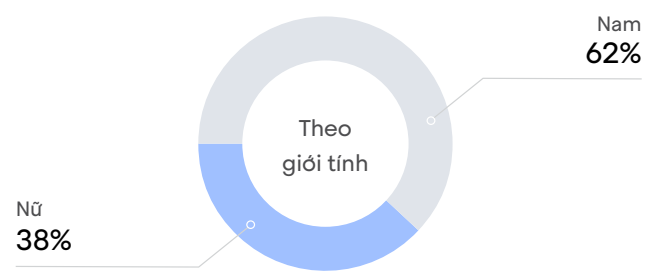 Nam
62%
Theo
giới tính
Nữ
38%